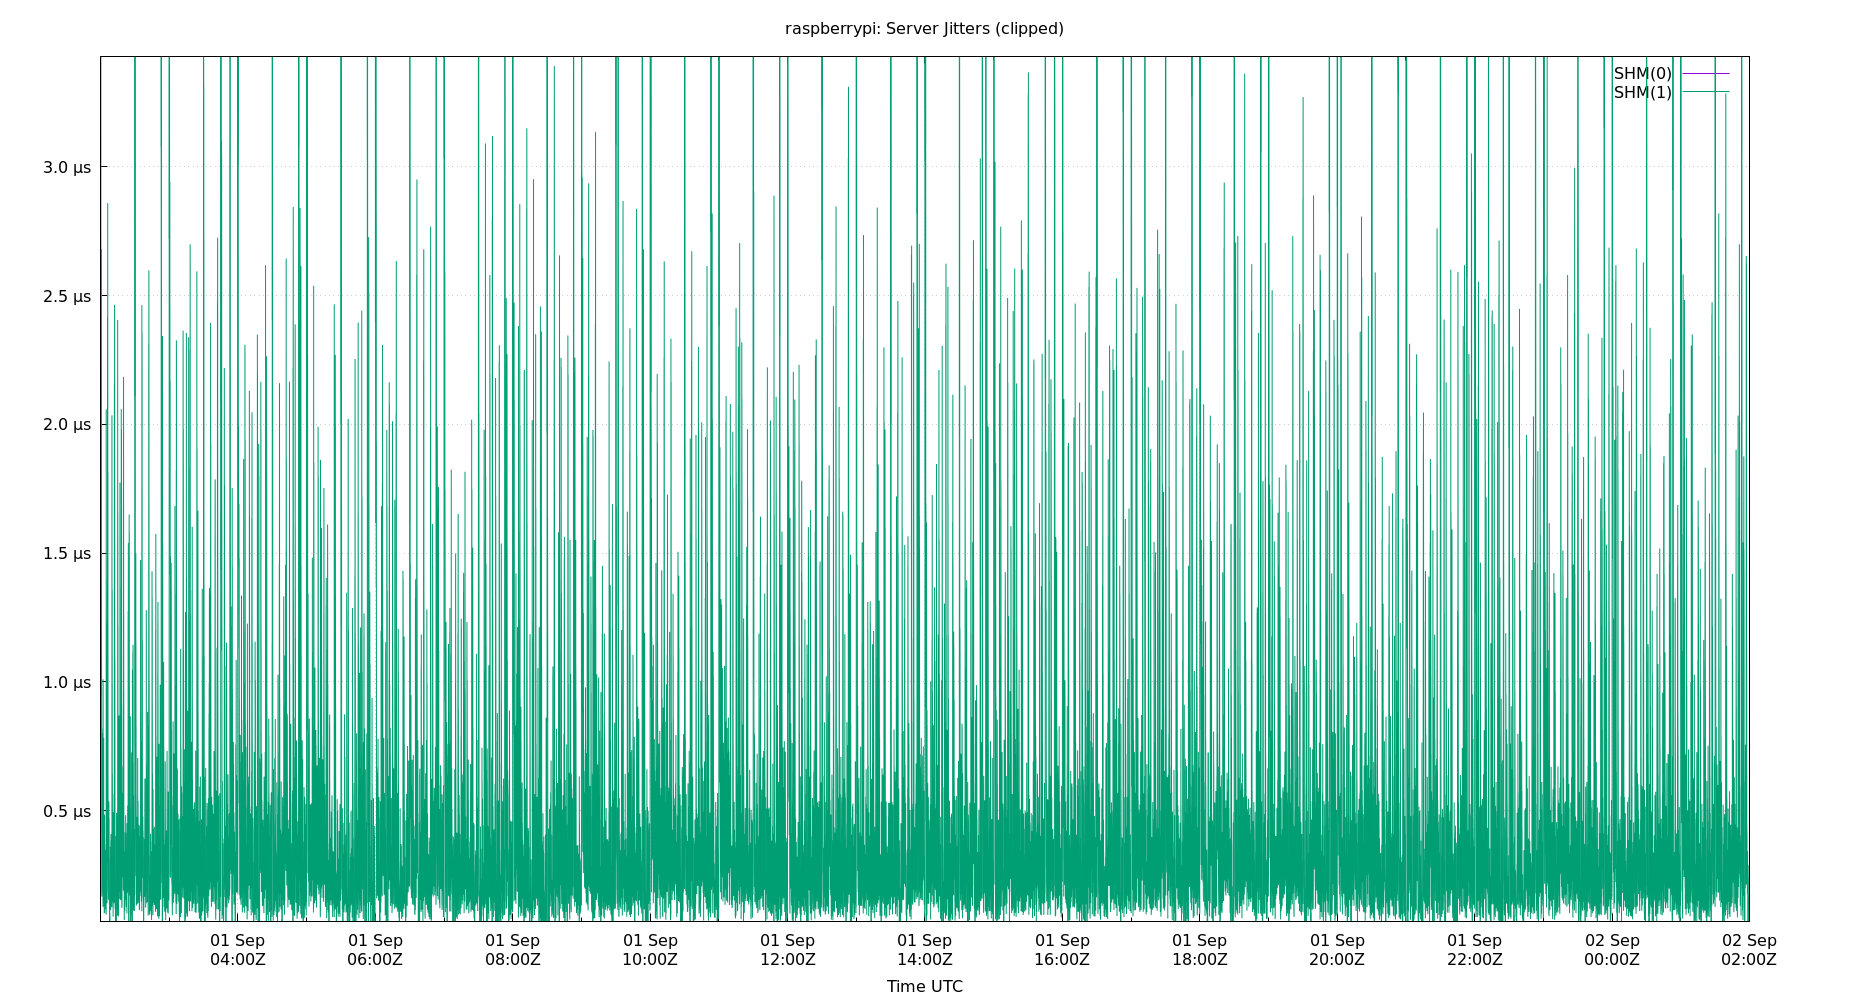 raspberrypi: Server Jitters (clipped)
SHM(0)
SHM(1)
3.0 µs
2.5 µs
2.0 µs
1.5 µs
1.0 µs
0.5 µs
01 Sep 01 Sep 01 Sep 01 Sep 01 Sep 01 Sep 01 Sep 01 Sep 01 Sep 01 Sep 02 Sep 02 Sep
04:00Z 06:00Z 08:00Z 10:00Z 12:00Z 14:00Z 16:00Z 18:00Z 20:00Z 22:00Z 00:00Z 02:00Z
Time UTC